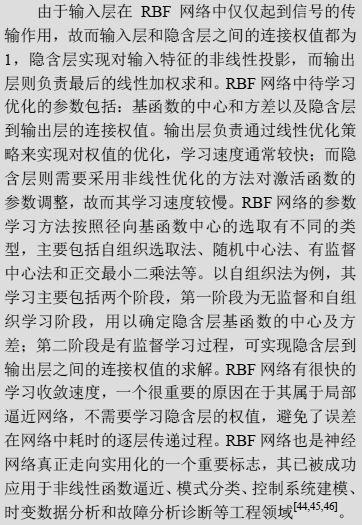 由于输入层在 RBF 网络中仅仅起到信号的传
输作用，故而输入层和隐含层之间的连接权值都为
1，隐含层实现对输入特征的非线性投影，而输出
层则负责最后的线性加权求和。RBF 网络中待学习
优化的参数包括：基函数的中心和方差以及隐含层
到输出层的连接权值。输出层负责通过线性优化策
略来实现对权值的优化，学习速度通常较快；而隐
含层则需要采用非线性优化的方法对激活函数的
参数调整，故而其学习速度较慢。RBF 网络的参数
学习方法按照径向基函数中心的选取有不同的类
型，主要包括自组织选取法、随机中心法、有监督
中心法和正交最小二乘法等。以自组织法为例，其
学习主要包括两个阶段，第一阶段为无监督和自组
织学习阶段，用以确定隐含层基函数的中心及方
差；第二阶段是有监督学习过程，可实现隐含层到
输出层之间的连接权值的求解。RBF 网络有很快的
学习收敛速度，一个很重要的原因在于其属于局部
逼近网络，不需要学习隐含层的权值，避免了误差
在网络中耗时的逐层传递过程。RBF 网络也是神经
网络真正走向实用化的一个重要标志，其已被成功
应用于非线性函数逼近、模式分类、控制系统建模、
时变数据分析和故障分析诊断等工程领域[44,45,46]。